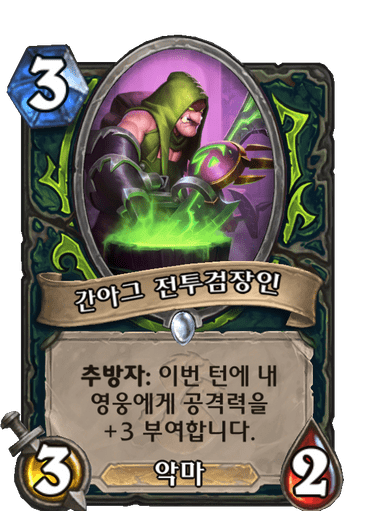 3
간아그 전투검장인
추방자: 이번 턴에 내
영웅에게 공격력을
+3 부여합니다.
3
악마
2